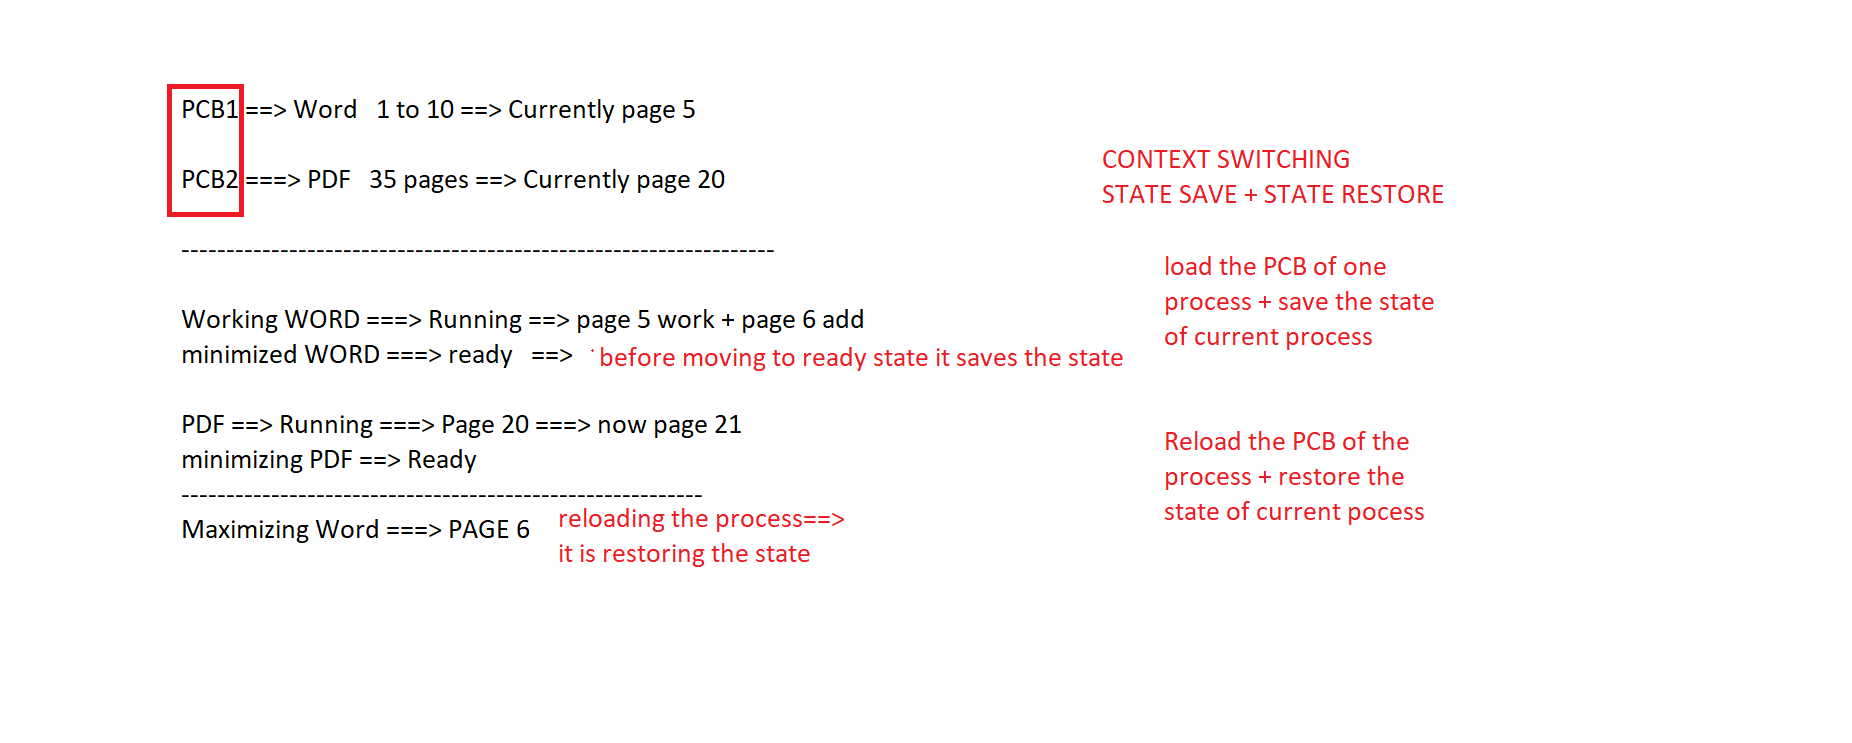 PCB1 ==> Word   1 to 10 ==> Currently page 5
CONTEXT SWITCHING
PCB2 ===> PDF   35 pages ==> Currently page 20
STATE SAVE + STATE RESTORE
----------------------------------------------------------------
load the PCB of one
process + save the state
of current process
Working WORD ===> Running ==> page 5 work + page 6 add
minimized WORD ===> ready   ==> before moving to ready state it saves the state
PDF ==> Running ===> Page 20 ===> now page 21
minimizing PDF ==> Ready
Reload the PCB of the
process + restore the
state of current pocess
--------------------------------------------------------
Maximizing Word ===> PAGE 6
reloading the process==>
it is restoring the state